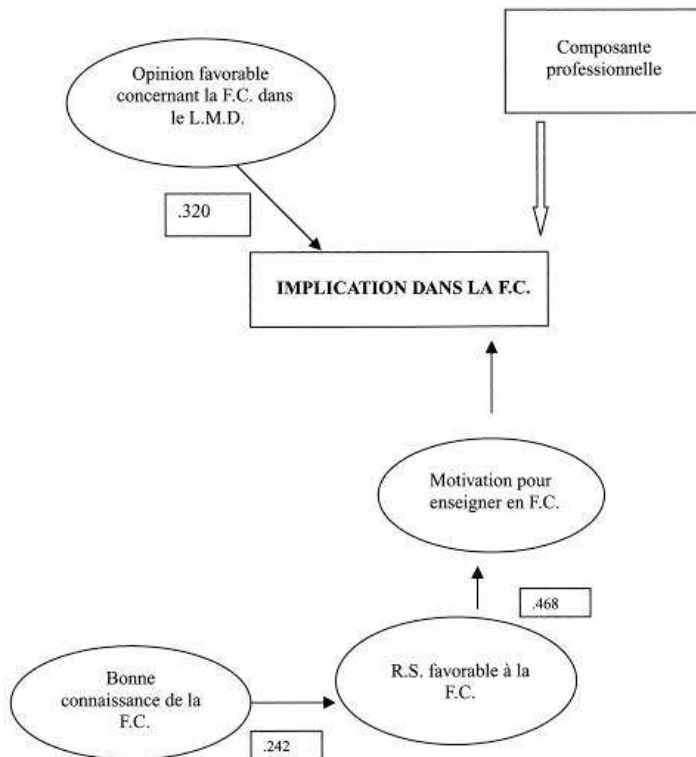 Opinion favorable
concernant la F.C. dans
le L.M.D.
Composante
professionnelle
.320
IMPLICATION DANS LA F.C.
Motivation pour
enseigner en F.C.
.468
R.S. favorable à la
F.C.
Bonne
connaissance de la
F.C.
.242